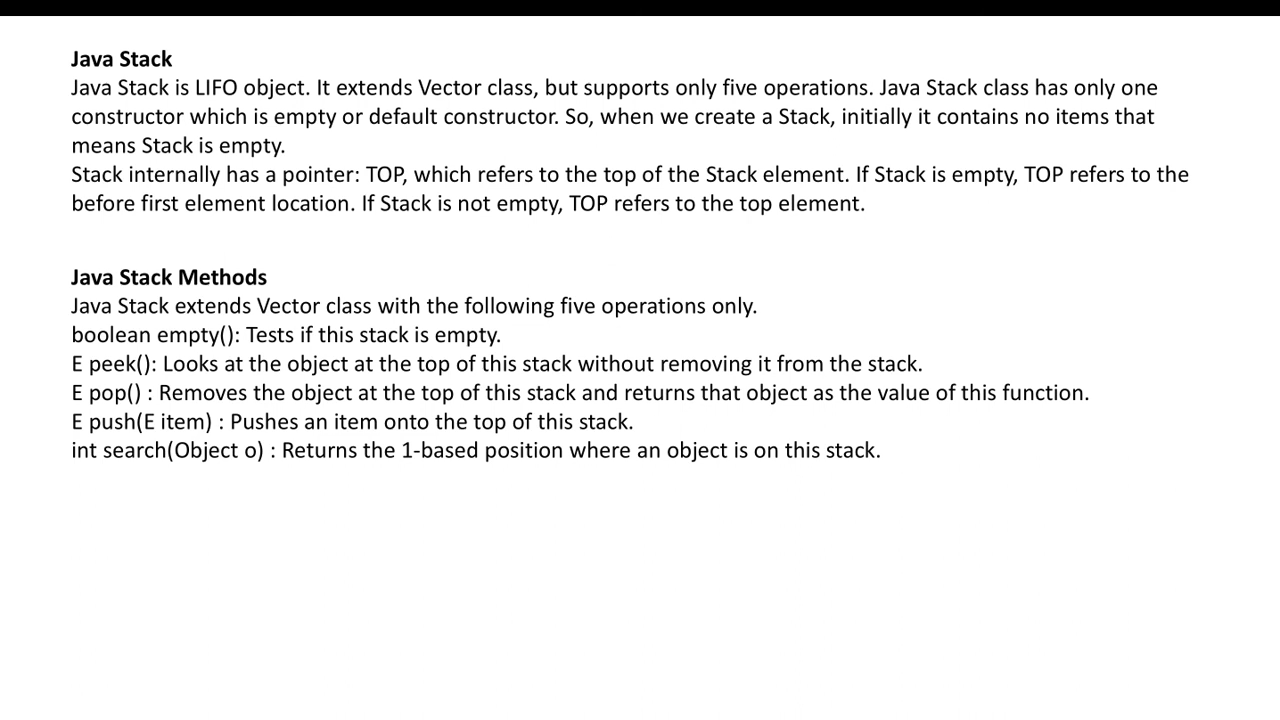 Java Stack
Java Stack is LIFO object. It extends Vector class, but supports only five operations. Java Stack class has only one
constructor which is empty or default constructor. So, when we create a Stack, initially it contains no items that
means Stack is empty.
Stack internally has a pointer: TOP, which refers to the top of the Stack element. If Stack is empty, TOP refers to the
before first element location. If Stack is not empty, TOP refers to the top element.
Java Stack Methods
Java Stack extends Vector class with the following five operations only.
boolean empty(): Tests if this stack is empty.
E peek(): Looks at the object at the top of this stack without removing it from the stack.
E pop() : Removes the object at the top of this stack and returns that object as the value of this function.
E push(E item) : Pushes an item onto the top of this stack.
int search(Object o) : Returns the 1-based position where an object is on this stack.